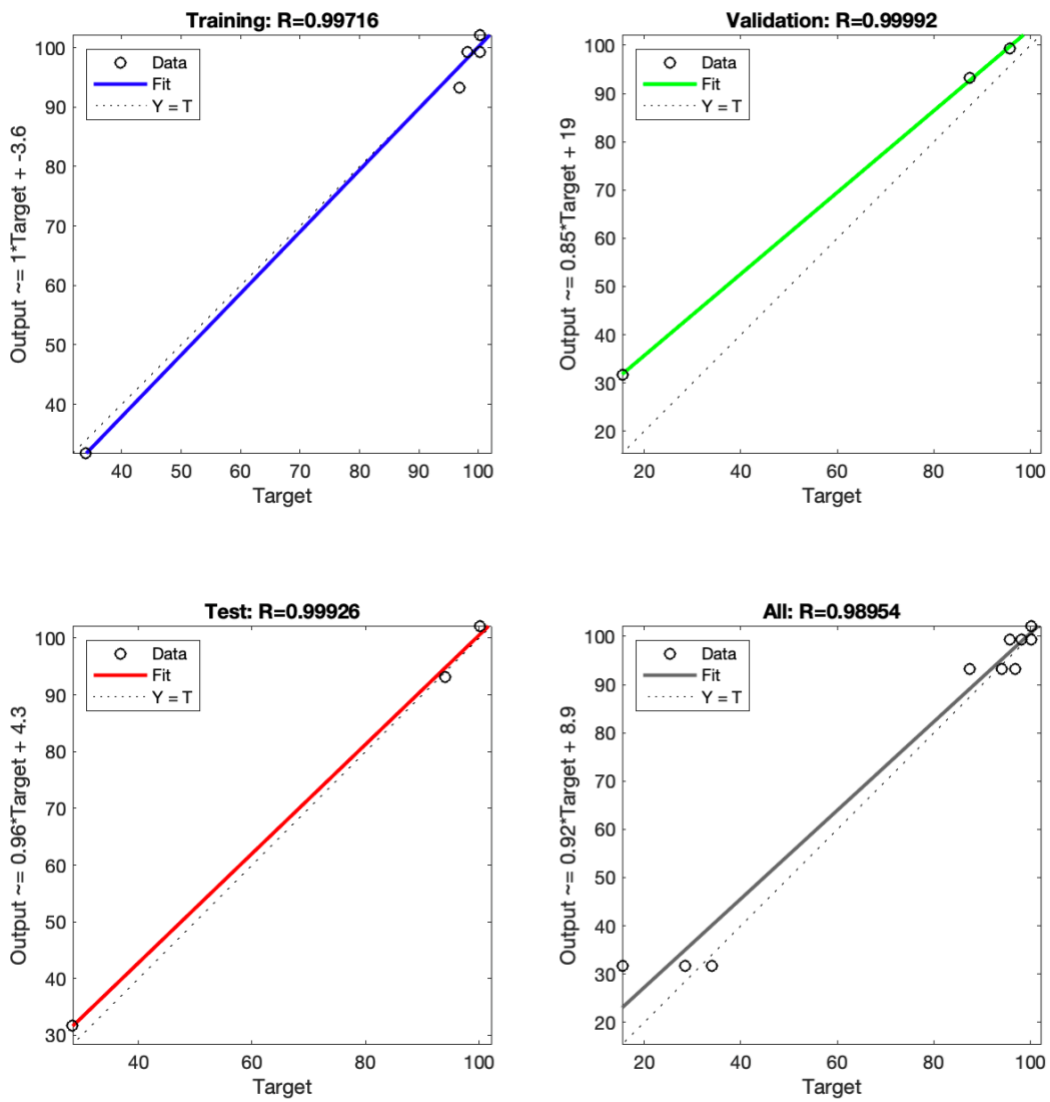 Training: R=0.99716
Data
Fit
Y = T
Output ~= 1*Target + -3.6
100
90
80
70
60
50
40
40 50 60 70 80 90 100
Target
Validation: R=0.99992
Data
Fit
Y = T
Output ~= 0.85*Target + 19
100
90
80
70
60
50
40
30
20
20 40 60 80 100
Target
Test: R=0.99926
Data
Fit
Y = T
Output ~= 0.96*Target + 4.3
100
90
80
70
60
50
40
30
40 60 80 100
Target
All: R=0.98954
Data
Fit
Y = T
Output ~= 0.92*Target + 8.9
100
90
80
70
60
50
40
30
20
20 40 60 80 100
Target